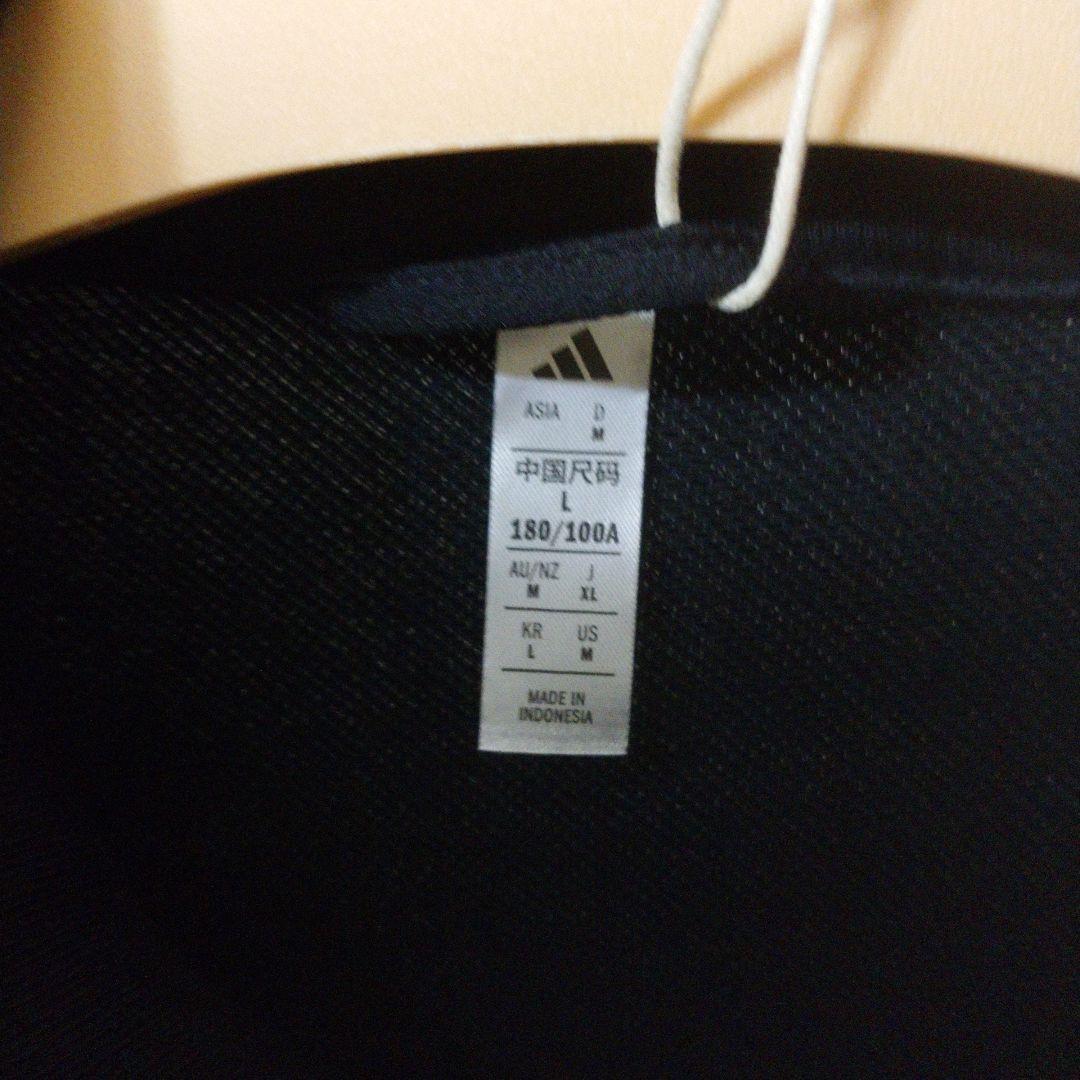 ASIA D
M
中国尺码
L
180/100A
AU/NZ J
M XL
KR US
L M
MADE IN
INDONESIA